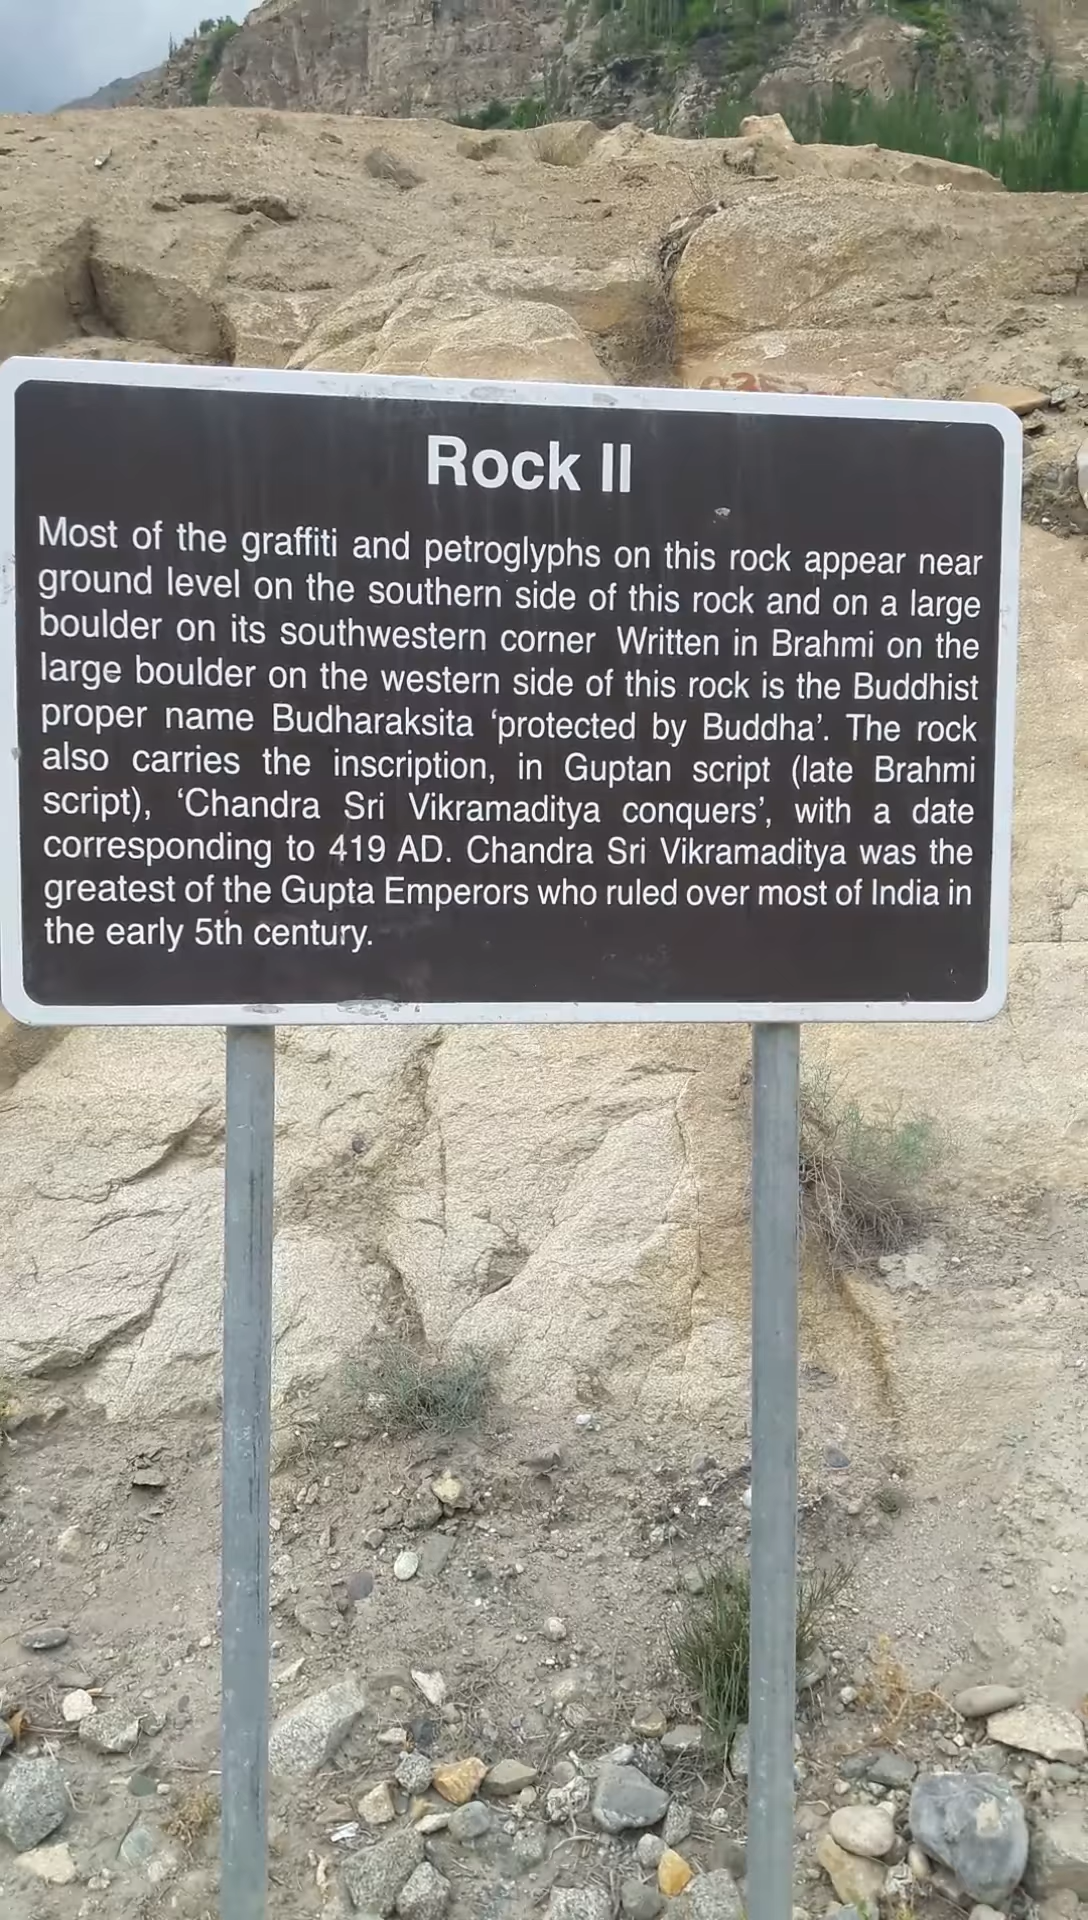 Rock II
Most of the graffiti and petroglyphs on this rock appear near
ground level on the southern side of this rock and on a large
boulder on its southwestern corner Written in Brahmi on the
large boulder on the western side of this rock is the Buddhist
proper name Budharaksita ‘protected by Buddha’. The rock
also carries the inscription, in Guptan script (late Brahmi
script), ‘Chandra Sri Vikramaditya conquers’, with a date
corresponding to 419 AD. Chandra Sri Vikramaditya was the
greatest of the Gupta Emperors who ruled over most of India in
the early 5th century.